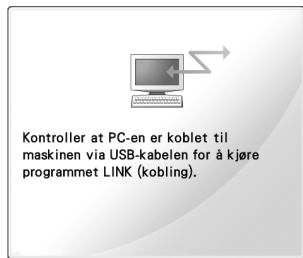 Kontroller at PC-en er koblet til
maskinen via USB-kabelen for å kjøre
programmet LINK (kobling).